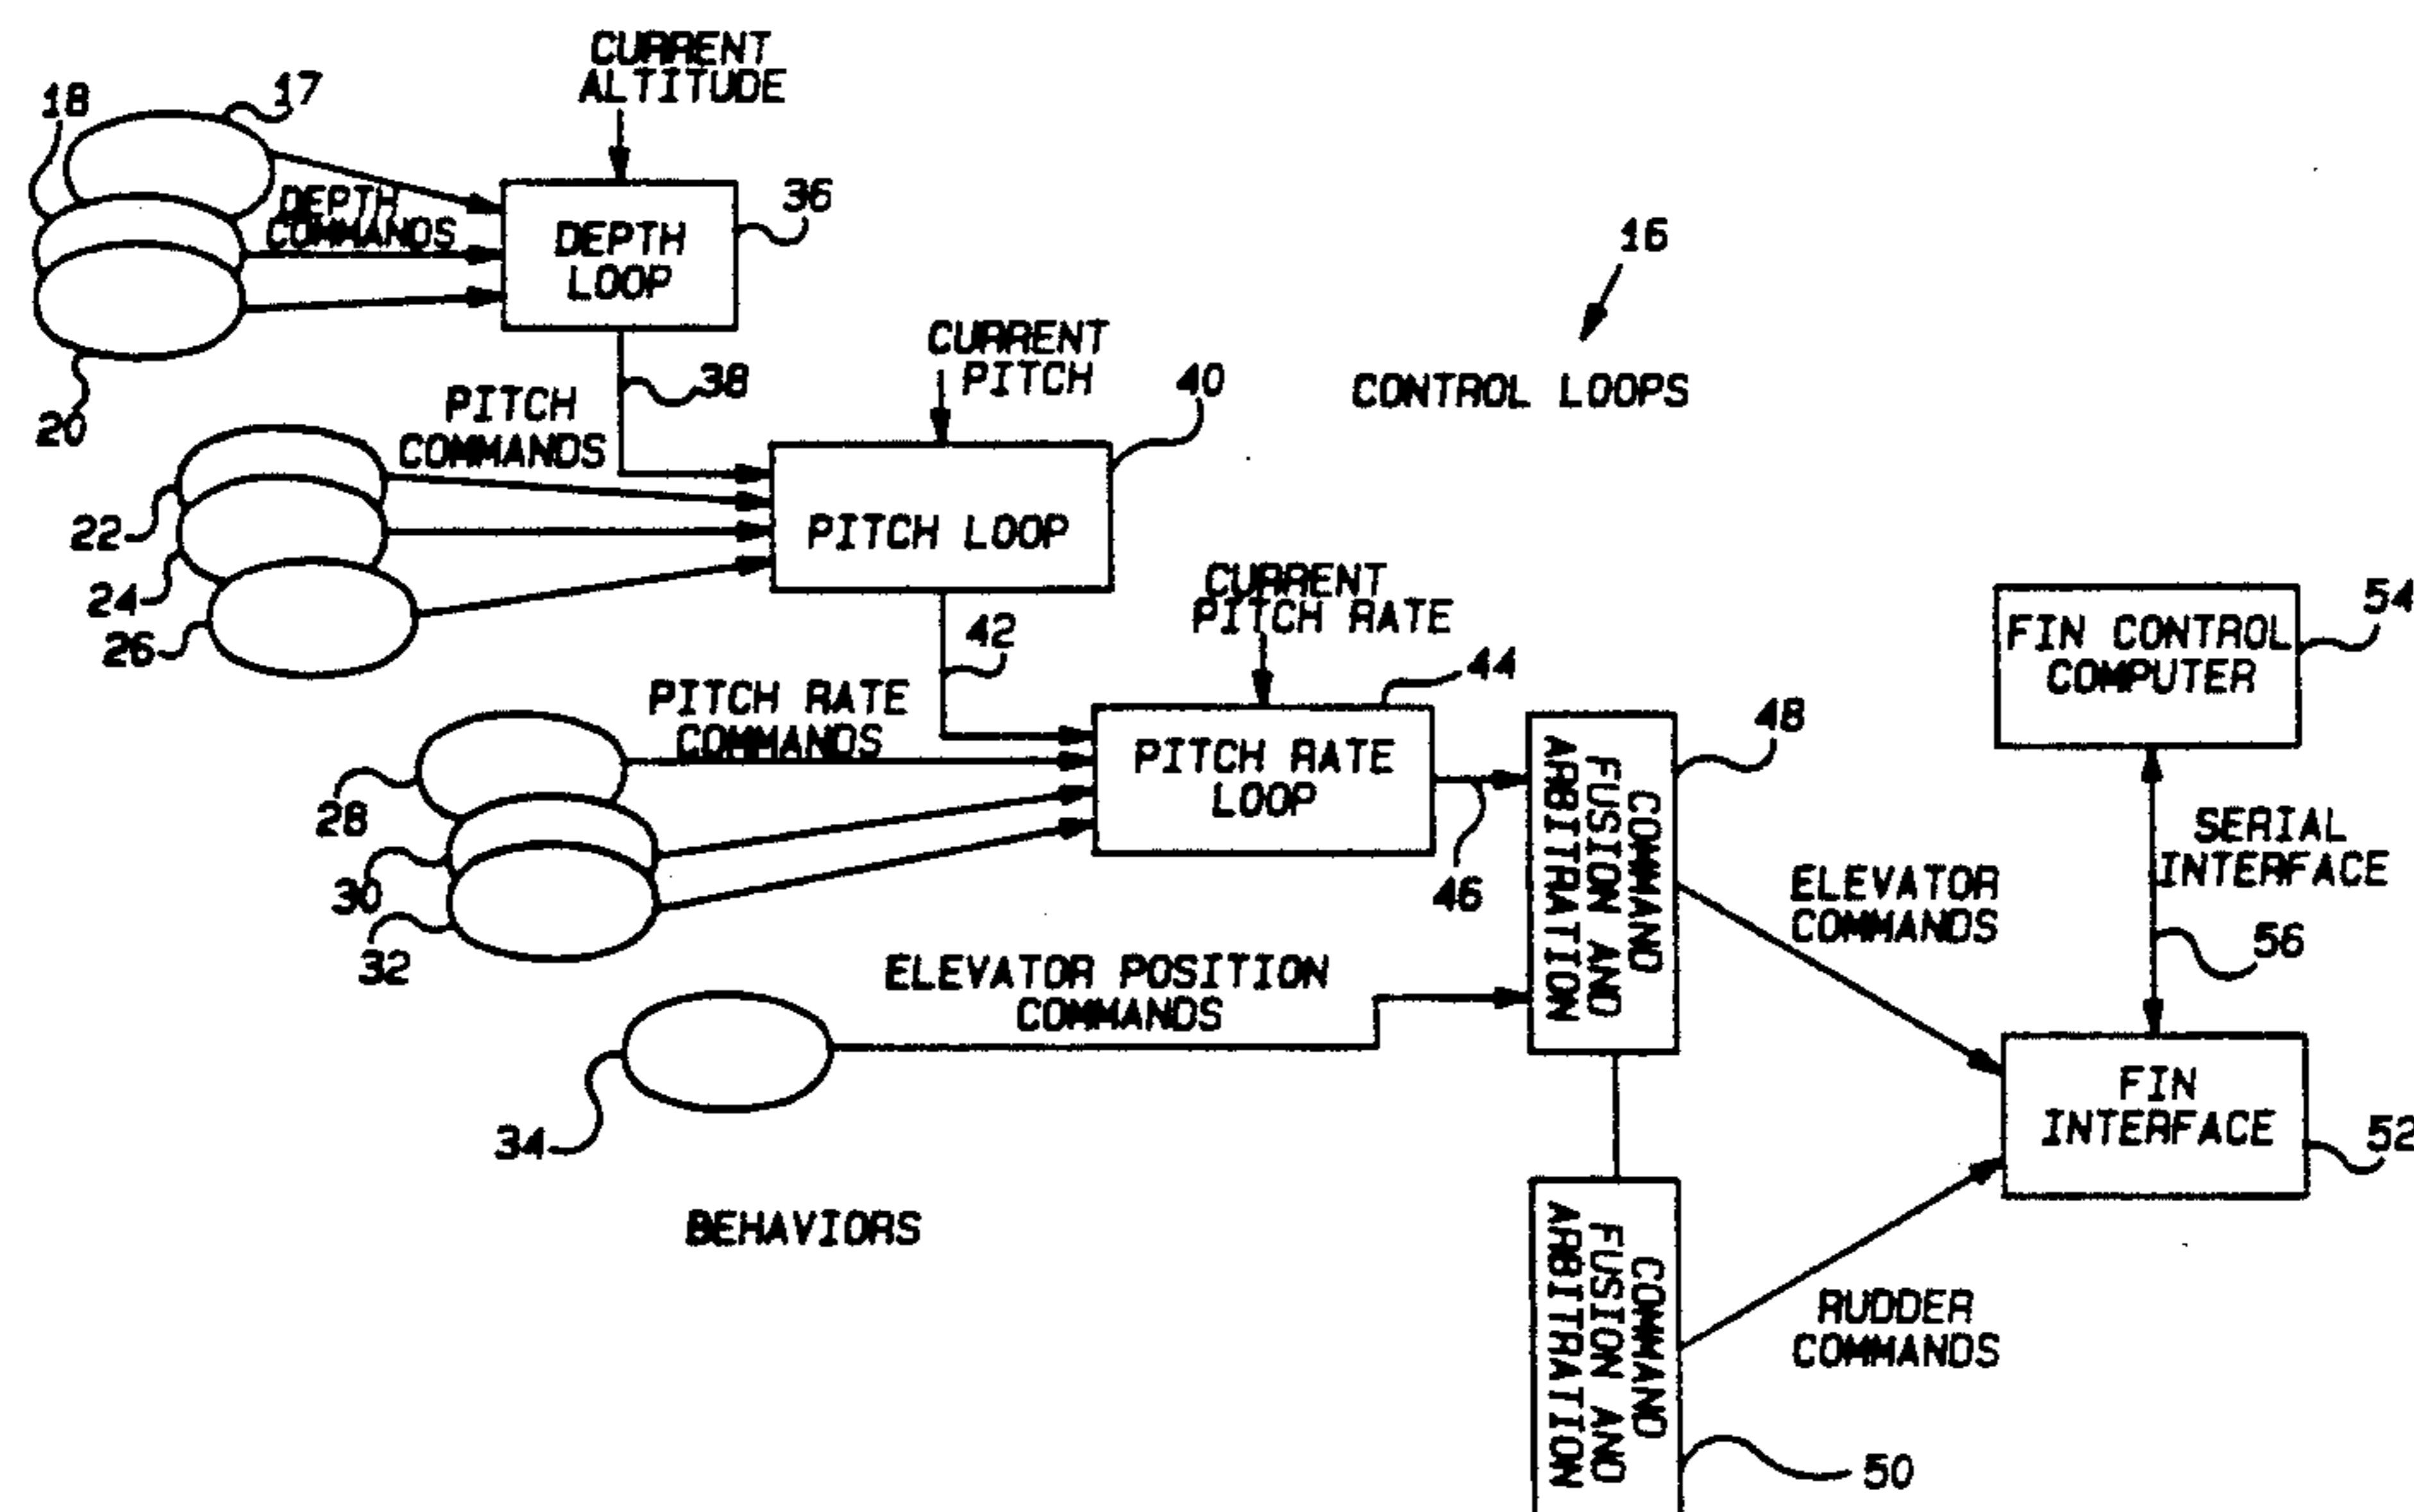 CURRENT
ALTITUDE
18
17
DEPTH
COMMANDS
DEPTH
LOOP
36
16
CONTROL LOOPS
20
38
CURRENT
PITCH
40
PITCH
COMMANDS
PITCH LOOP
22
24
26
42
CURRENT
PITCH RATE
44
PITCH RATE
COMMANDS
PITCH RATE
LOOP
28
30
32
46
48
COMMAND
FUSION AND
ARBITRATION
FIN CONTROL
COMPUTER
54
SERIAL
INTERFACE
56
ELEVATOR
COMMANDS
ELEVATOR POSITION
COMMANDS
34
FIN
INTERFACE
52
BEHAVIORS
COMMAND
FUSION AND
ARBITRATION
RUDDER
COMMANDS
50